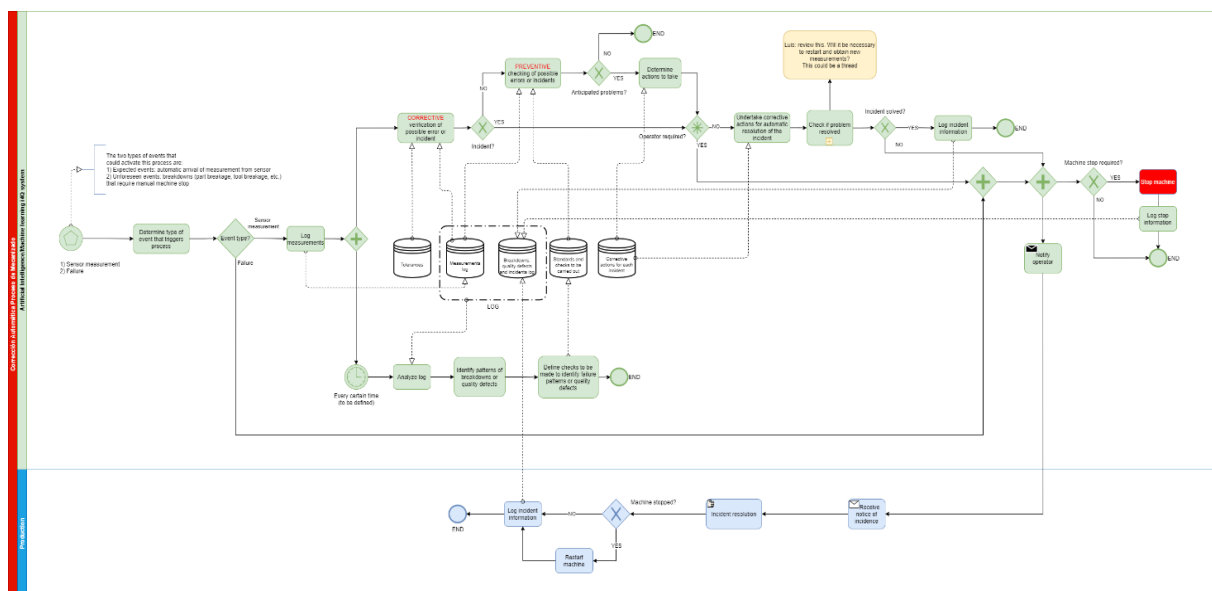 Corrección Automática Proceso de Mecanizado
Artificial Intelligence/Machine learning I4Q system
Production
The two types of events that
could activate this process are:
1) Expected events: automatic arrival of measurement from sensor
2) Unforeseen events: breakdowns (part breakage, tool breakage, etc.)
that require manual machine stop
1) Sensor measurement
2) Failure
Determine type of
event that triggers
process
Event type?
Sensor
measurement
Failure
Log
measurements
CORRECTIVE
verification of
possible error or
incident
Incident?
NO
YES
PREVENTIVE
checking of possible
errors or incidents
NO
YES
Anticipated problems?
END
Determine
actions to take
Operator required?
NO
YES
Undertake corrective
actions for automatic
resolution of the
incident
Luis: review this. Will it be necessary
to restart and obtain new
measurements?
This could be a thread
Check if problem
resolved
Incident solved?
YES
NO
Log incident
information
END
Machine stop required?
YES
NO
Stop machine
Log stop
information
END
Notify
operator
Tolerances
Measurements
log
Breakdowns,
quality defects
and incidents log
Standards and
checks to be
carried out
Corrective
actions for each
incident
LOG
Every certain time
(to be defined)
Analyze log
Identify patterns of
breakdowns or
quality defects
Define checks to be
made to identify failure
patterns or quality
defects
END
END
Log incident
information
NO
Machine stopped?
YES
Restart
machine
Incident resolution
Receive
notice of
incidence